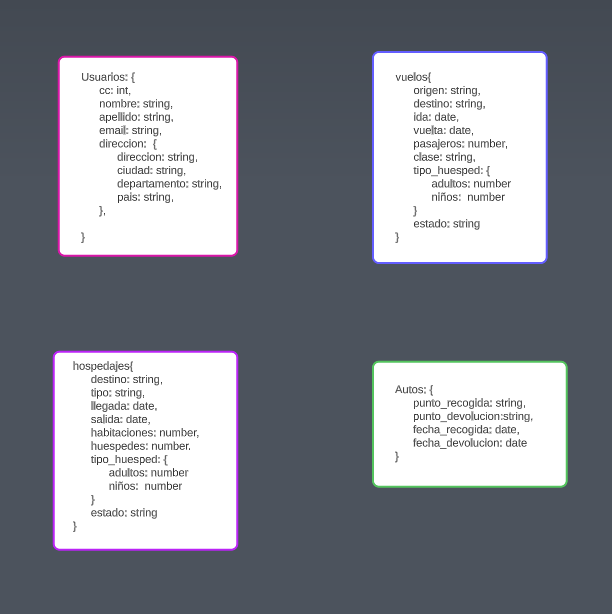 Usuarios: {
cc: int,
nombre: string,
apellido: string,
email: string,
direccion:  {
direccion: string,
ciudad: string,
departamento: string,
pais: string,
},
}
vuelos{
origen: string,
destino: string,
ida: date,
vuelta: date,
pasajeros: number,
clase: string,
tipo_huesped: {
adultos: number
niños:  number
}
estado: string
}
hospedajes{
destino: string,
tipo: string,
llegada: date,
salida: date,
habitaciones: number,
huespedes: number.
tipo_huesped: {
adultos: number
niños:  number
}
estado: string
}
Autos: {
punto_recogida: string,
punto_devolucion:string,
fecha_recogida: date,
fecha_devolucion: date
}